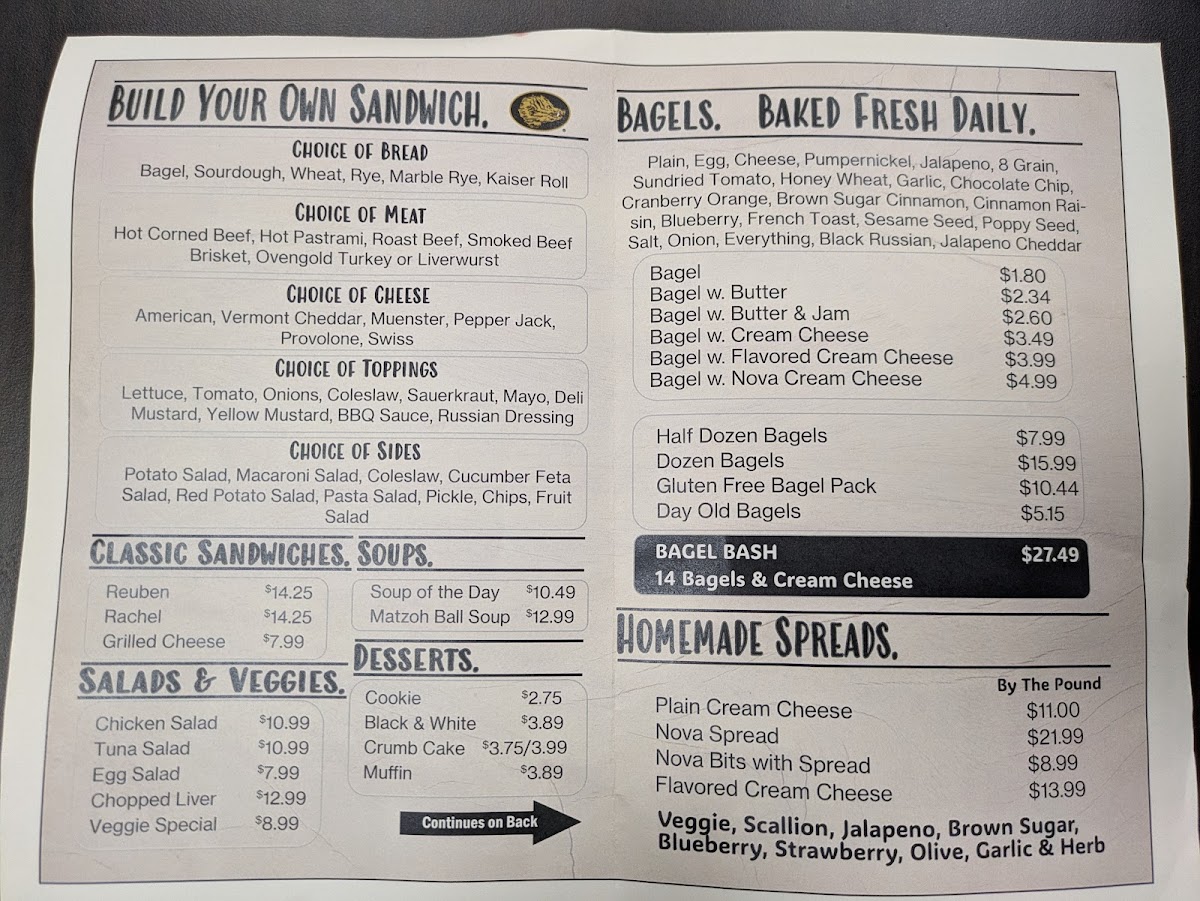 BUILD YOUR OWN SANDWICH.
CHOICE OF BREAD
Bagel, Sourdough, Wheat, Rye, Marble Rye, Kaiser Roll
CHOICE OF MEAT
Hot Corned Beef, Hot Pastrami, Roast Beef, Smoked Beef
Brisket, Ovengold Turkey or Liverwurst
CHOICE OF CHEESE
American, Vermont Cheddar, Muenster, Pepper Jack,
Provolone, Swiss
CHOICE OF TOPPINGS
Lettuce, Tomato, Onions, Coleslaw, Sauerkraut, Mayo, Deli
Mustard, Yellow Mustard, BBQ Sauce, Russian Dressing
CHOICE OF SIDES
Potato Salad, Macaroni Salad, Coleslaw, Cucumber Feta
Salad, Red Potato Salad, Pasta Salad, Pickle, Chips, Fruit
Salad
CLASSIC SANDWICHES.
Reuben $14.25
Rachel $14.25
Grilled Cheese $7.99
SALADS & VEGGIES.
Chicken Salad $10.99
Tuna Salad $10.99
Egg Salad $7.99
Chopped Liver $12.99
Veggie Special $8.99
SOUPS.
Soup of the Day $10.49
Matzoh Ball Soup $12.99
DESSERTS.
Cookie $2.75
Black & White $3.89
Crumb Cake $3.75/3.99
Muffin $3.89
Continues on Back
BAGELS. BAKED FRESH DAILY.
Plain, Egg, Cheese, Pumpernickel, Jalapeno, 8 Grain,
Sundried Tomato, Honey Wheat, Garlic, Chocolate Chip,
Cranberry Orange, Brown Sugar Cinnamon, Cinnamon Rai-
sin, Blueberry, French Toast, Sesame Seed, Poppy Seed,
Salt, Onion, Everything, Black Russian, Jalapeno Cheddar
Bagel $1.80
Bagel w. Butter $2.34
Bagel w. Butter & Jam $2.60
Bagel w. Cream Cheese $3.49
Bagel w. Flavored Cream Cheese $3.99
Bagel w. Nova Cream Cheese $4.99
Half Dozen Bagels $7.99
Dozen Bagels $15.99
Gluten Free Bagel Pack $10.44
Day Old Bagels $5.15
BAGEL BASH $27.49
14 Bagels & Cream Cheese
HOMEMADE SPREADS.
By The Pound
Plain Cream Cheese $11.00
Nova Spread $21.99
Nova Bits with Spread $8.99
Flavored Cream Cheese $13.99
Veggie, Scallion, Jalapeno, Brown Sugar,
Blueberry, Strawberry, Olive, Garlic & Herb